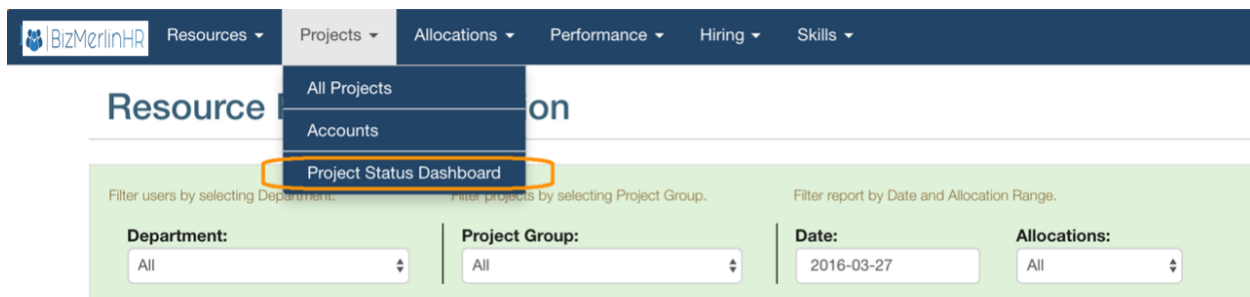 BizMerlinHR Resources Projects Allocations Performance Hiring Skills
All Projects
Accounts
Project Status Dashboard
Resource on
Filter users by selecting Department. Filter projects by selecting Project Group. Filter report by Date and Allocation Range.
Department: Project Group: Date: Allocations:
All All 2016-03-27 All